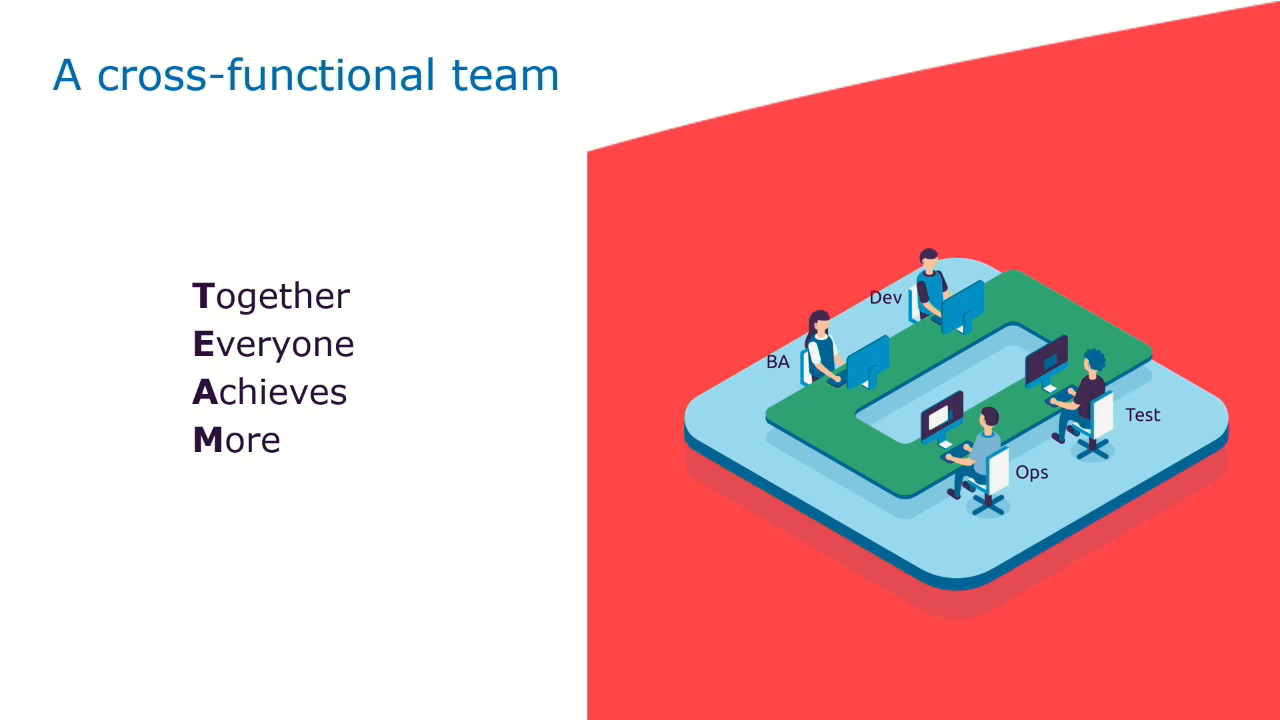 A cross-functional team
Together
Everyone
Achieves
More
Dev
BA
Test
Ops